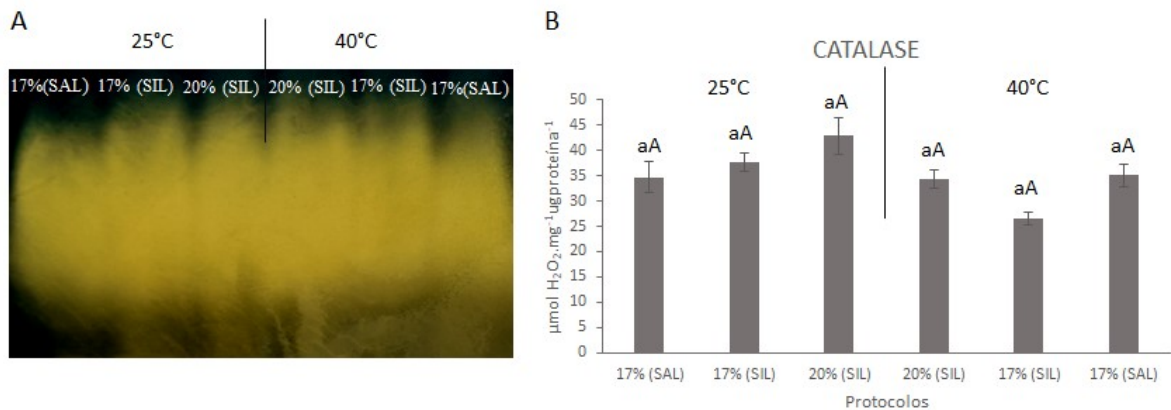 A
25°C 40°C
17%(SAL) 17% (SIL) 20% (SIL) 20% (SIL) 17% (SIL) 17%(SAL)
B
CATALASE
25°C 40°C
50
45
40
35
30
25
20
15
10
5
0
µmol H₂O₂.mg⁻¹ugproteína⁻¹
aA aA aA aA aA aA
17% (SAL) 17% (SIL) 20% (SIL) 20% (SIL) 17% (SIL) 17% (SAL)
Protocolos